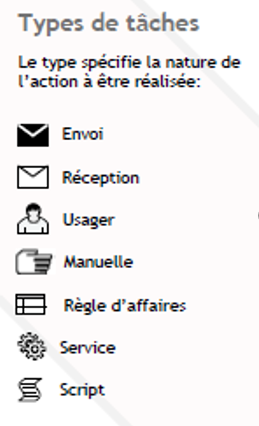 Types de tâches
Le type spécifie la nature de
l'action à être réalisée:
Envoi
Réception
Usager
Manuelle
Règle d'affaires
Service
Script